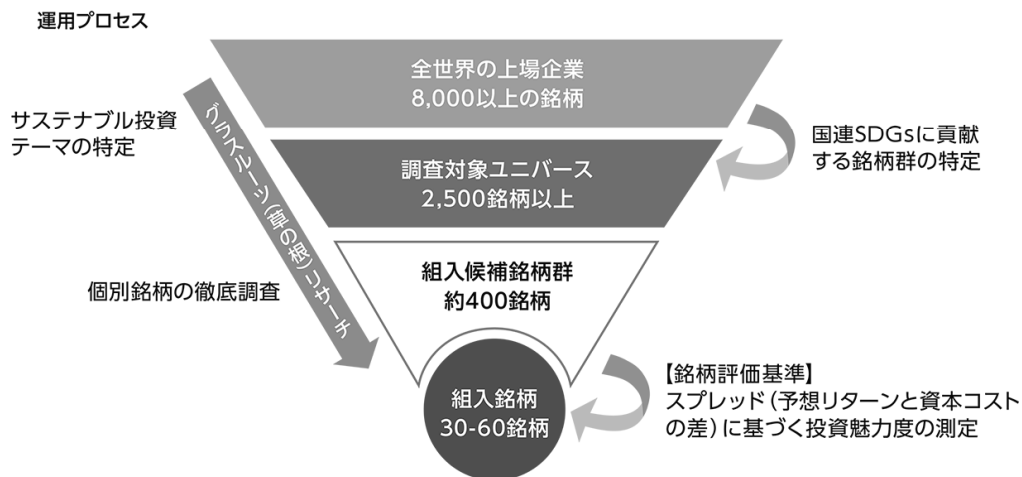 運用プロセス
全世界の上場企業
8,000以上の銘柄
サステナブル投資
テーマの特定
グラスルーツ(草の根)リサーチ
国連SDGsに貢献
する銘柄群の特定
調査対象ユニバース
2,500銘柄以上
組入候補銘柄群
約400銘柄
個別銘柄の徹底調査
組入銘柄
30-60銘柄
【銘柄評価基準】
スプレッド(予想リターンと資本コスト
の差)に基づく投資魅力度の測定